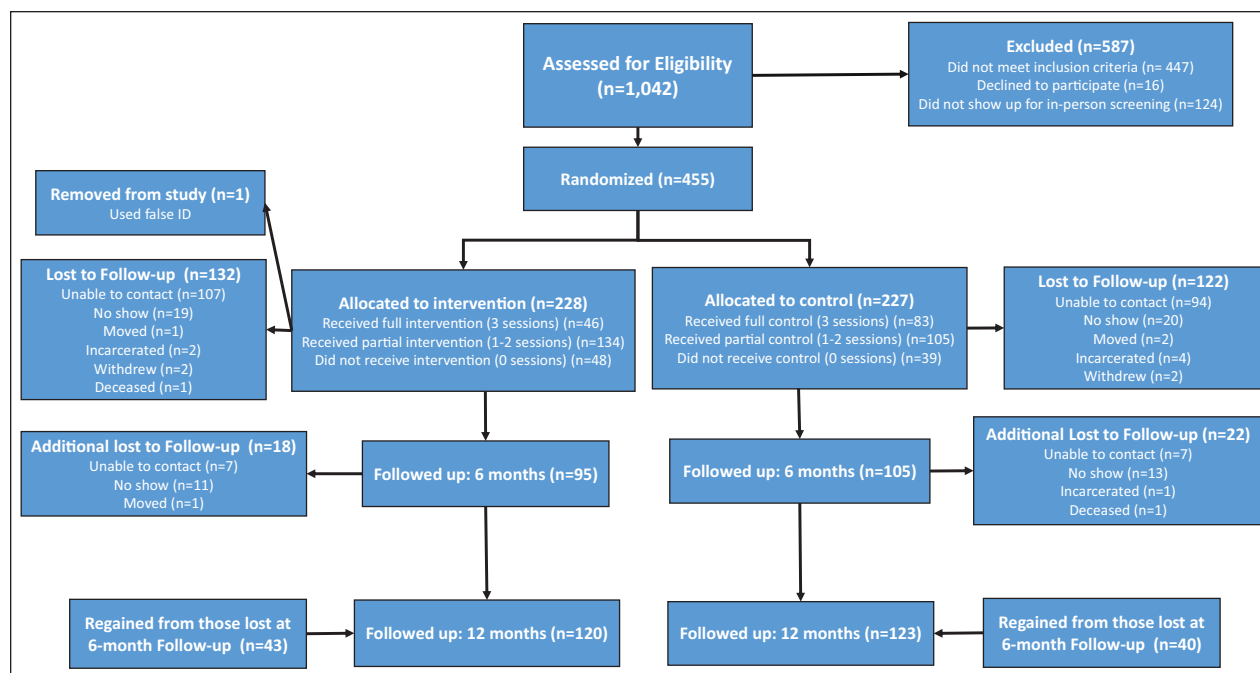 Assessed for Eligibility
(n=1,042)
Excluded (n=587)
Did not meet inclusion criteria (n= 447)
Declined to participate (n=16)
Did not show up for in-person screening (n=124)
Randomized (n=455)
Removed from study (n=1)
Used false ID
Lost to Follow-up (n=132)
Unable to contact (n=107)
No show (n=19)
Moved (n=1)
Incarcerated (n=2)
Withdrew (n=2)
Deceased (n=1)
Allocated to intervention (n=228)
Received full intervention (3 sessions) (n=46)
Received partial intervention (1-2 sessions) (n=134)
Did not receive intervention (0 sessions) (n=48)
Allocated to control (n=227)
Received full control (3 sessions) (n=83)
Received partial control (1-2 sessions) (n=105)
Did not receive control (0 sessions) (n=39)
Lost to Follow-up (n=122)
Unable to contact (n=94)
No show (n=20)
Moved (n=2)
Incarcerated (n=4)
Withdrew (n=2)
Additional lost to Follow-up (n=18)
Unable to contact (n=7)
No show (n=11)
Moved (n=1)
Followed up: 6 months (n=95)
Followed up: 6 months (n=105)
Additional Lost to Follow-up (n=22)
Unable to contact (n=7)
No show (n=13)
Incarcerated (n=1)
Deceased (n=1)
Regained from those lost at
6-month Follow-up (n=43)
Followed up: 12 months (n=120)
Followed up: 12 months (n=123)
Regained from those lost at
6-month Follow-up (n=40)